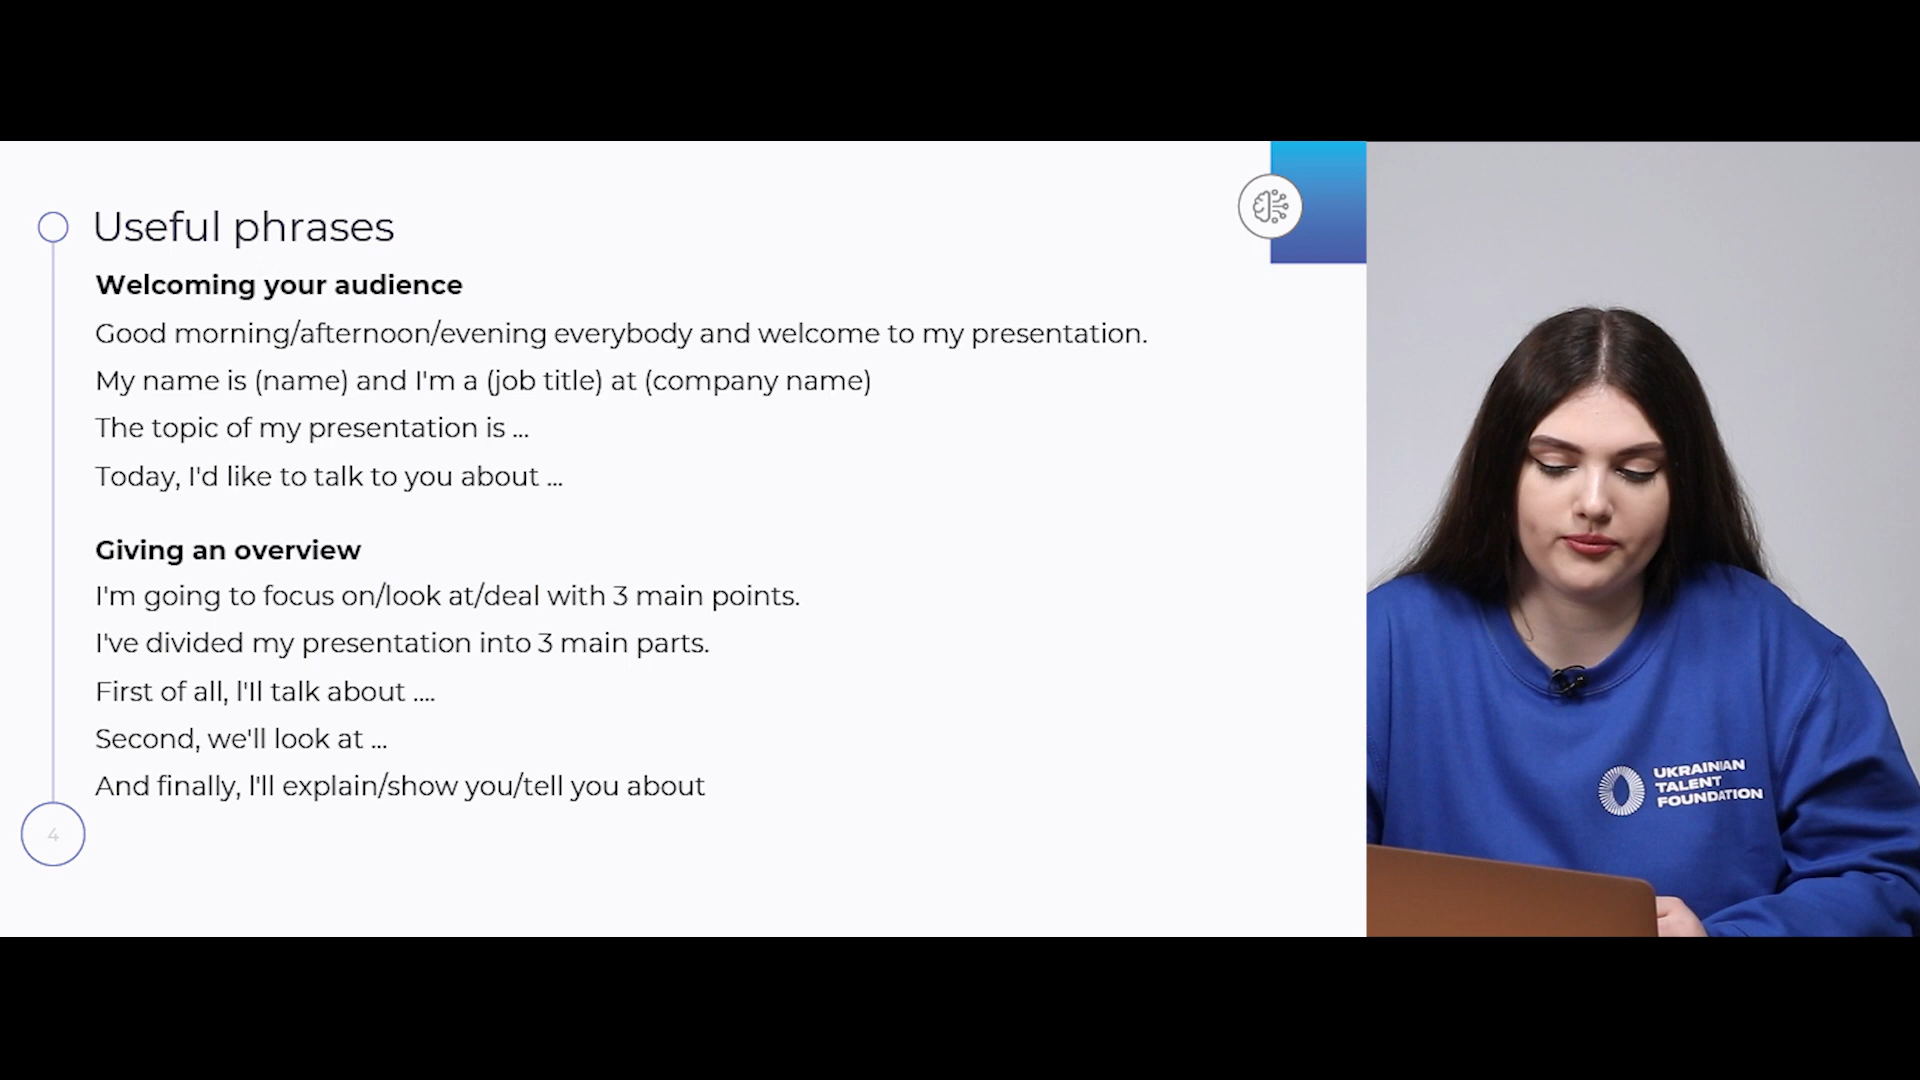 Useful phrases
Welcoming your audience
Good morning/afternoon/evening everybody and welcome to my presentation.
My name is (name) and I'm a (job title) at (company name)
The topic of my presentation is ...
Today, I'd like to talk to you about ...
Giving an overview
I'm going to focus on/look at/deal with 3 main points.
I've divided my presentation into 3 main parts.
First of all, I'll talk about ....
Second, we'll look at ...
And finally, I'll explain/show you/tell you about
4
UKRAINIAN
TALENT
FOUNDATION